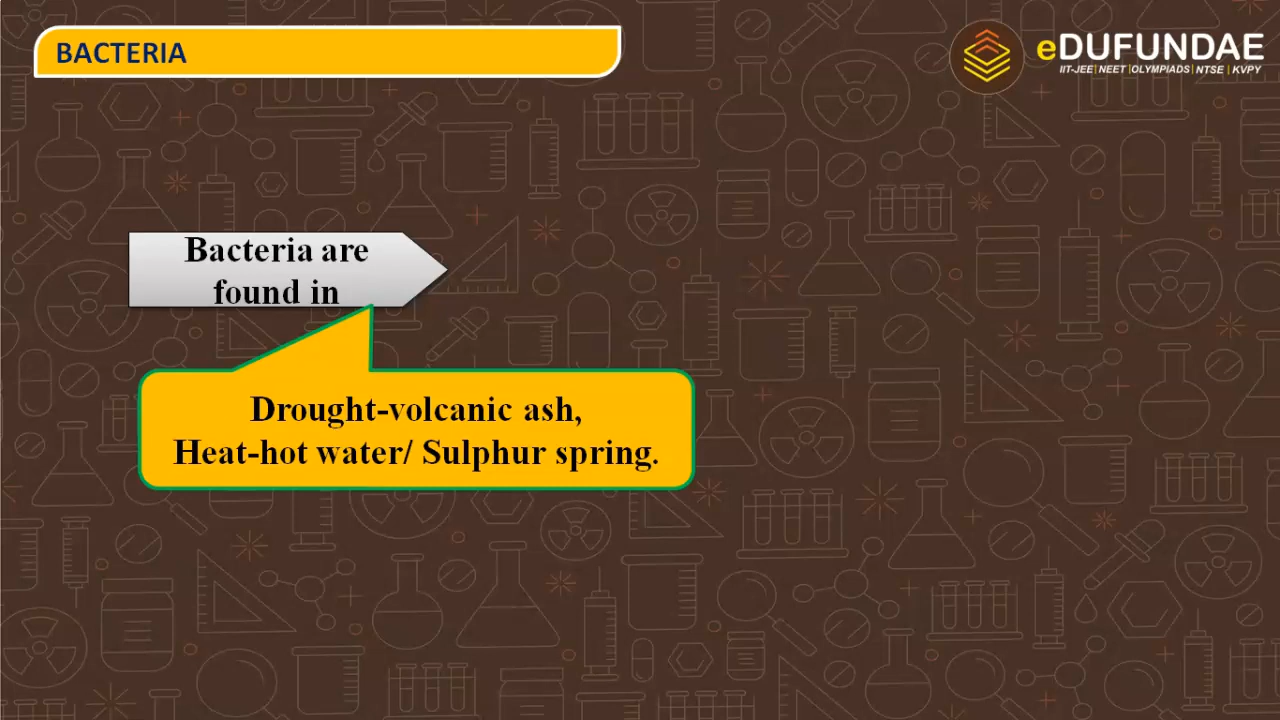 BACTERIA
eDUFUNDAE
IIT-JEE| NEET |OLYMPIADS| NTSE | KVPY
Bacteria are
found in
Drought-volcanic ash,
Heat-hot water/ Sulphur spring.